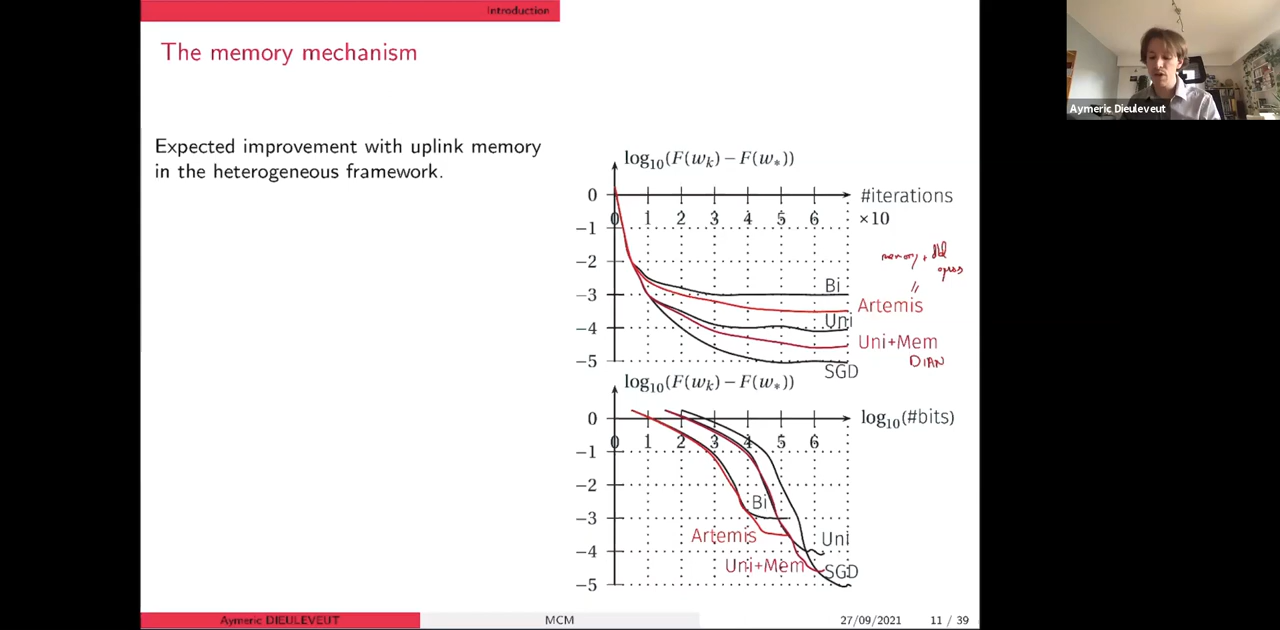 Introduction
The memory mechanism
Aymeric Dieuleveut
Expected improvement with uplink memory
in the heterogeneous framework.
log₁₀(F(wₖ) − F(w⁎))
0
#iterations
0 1 2 3 4 5 6
×10
−1
−2
memory +
Bi
−3
Artemis
Uni
−4
Uni+Mem
DIAN
−5
SGD
log₁₀(F(wₖ) − F(w⁎))
0
log₁₀(#bits)
0 1 2 3 4 5 6
−1
−2
Bi
−3
Artemis
Uni
−4
Uni+Mem
SGD
−5
Aymeric DIEULEVEUT
MCM
27/09/2021
11 / 39